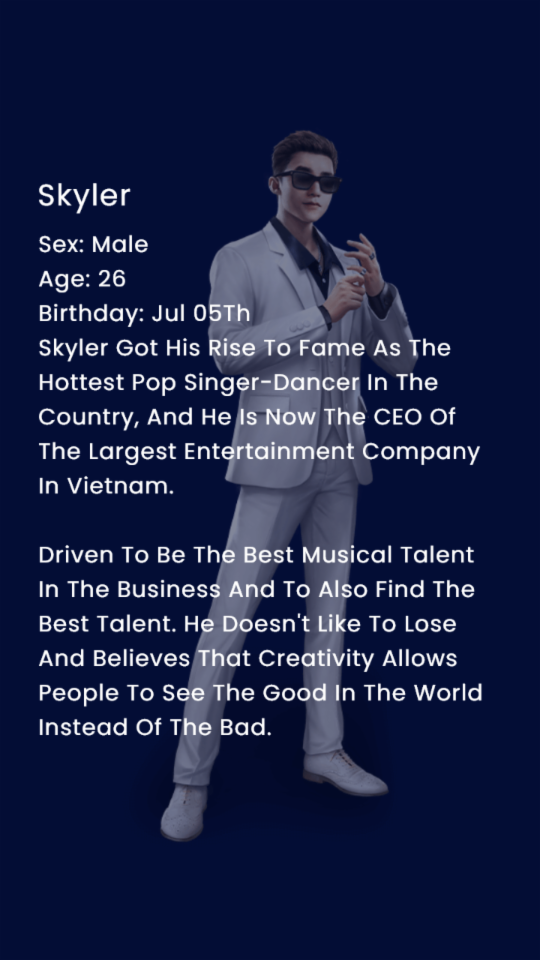 Skyler
Sex: Male
Age: 26
Birthday: Jul 05Th
Skyler Got His Rise To Fame As The
Hottest Pop Singer-Dancer In The
Country, And He Is Now The CEO Of
The Largest Entertainment Company
In Vietnam.
Driven To Be The Best Musical Talent
In The Business And To Also Find The
Best Talent. He Doesn't Like To Lose
And Believes That Creativity Allows
People To See The Good In The World
Instead Of The Bad.